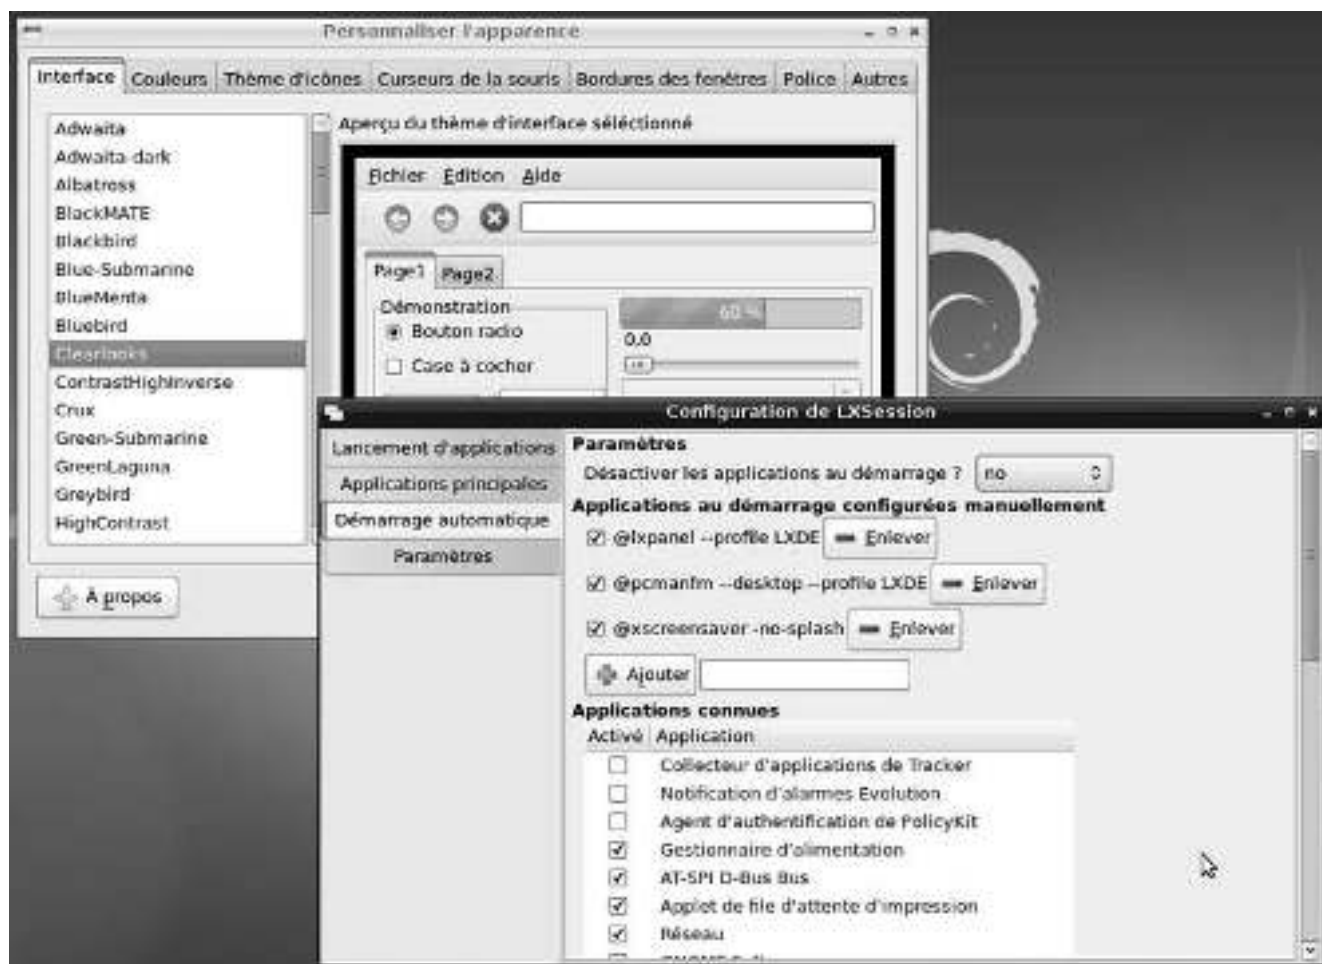 Personnaliser l'apparence
Interface Couleurs Thème d'icônes Curseurs de la souris Bordures des fenêtres Police Autres
Adwaita
Adwaita-dark
Albatross
BlackMATE
Blackbird
Blue-Submarine
BlueMenta
Bluebird
Clearlooks
ContrastHighInverse
Crux
Green-Submarine
GreenLaguna
Greybird
HighContrast
À propos
Aperçu du thème d'interface séléctionné
Fichier Édition Aide
Page1 Page2
Démonstration
Bouton radio
Case à cocher
60 %
0,0
Configuration de LXSession
Lancement d'applications
Applications principales
Démarrage automatique
Paramètres
Paramètres
Désactiver les applications au démarrage ? no
Applications au démarrage configurées manuellement
@lxpanel --profile LXDE Enlever
@pcmanfm --desktop --profile LXDE Enlever
@xscreensaver -no-splash Enlever
Ajouter
Applications connues
Activé Application
Collecteur d'applications de Tracker
Notification d'alarmes Evolution
Agent d'authentification de PolicyKit
Gestionnaire d'alimentation
AT-SPI D-Bus Bus
Applet de file d'attente d'impression
Réseau